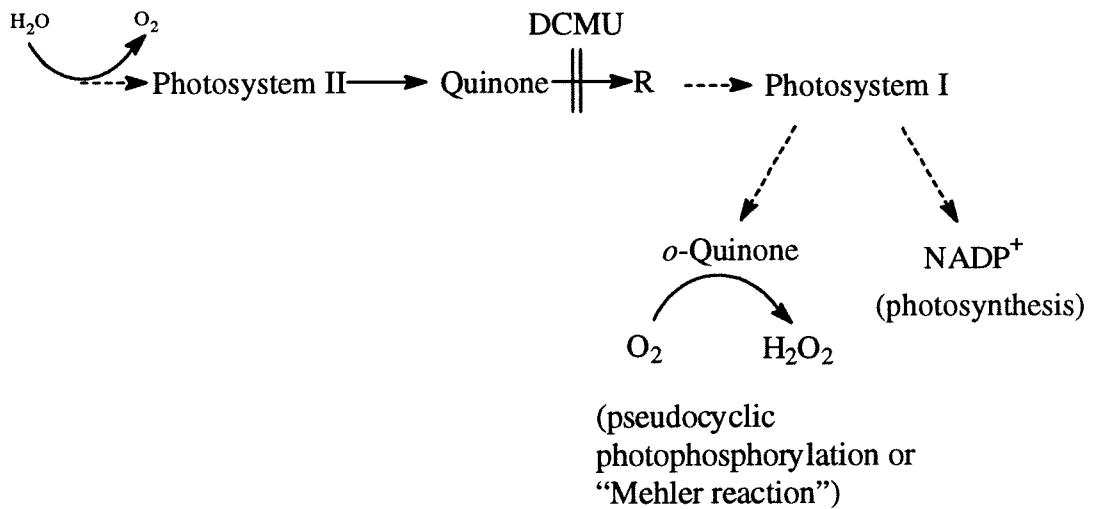 H₂O O₂ DCMU
Photosystem II Quinone R Photosystem I
o-Quinone NADP⁺
(photosynthesis)
O₂ H₂O₂
(pseudocyclic
photophosphorylation or
“Mehler reaction”)